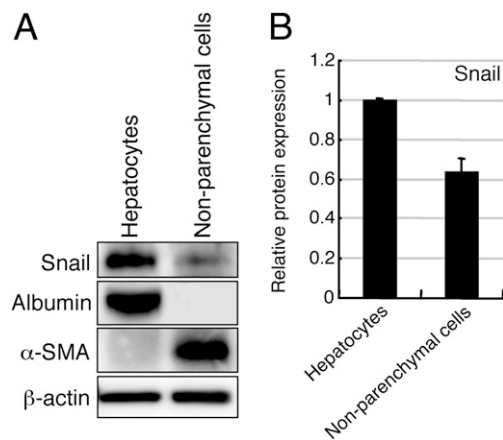 A
Hepatocytes
Non-parenchymal cells
Snail
Albumin
α-SMA
β-actin
B
Snail
Relative protein expression
1.2
1
0.8
0.6
0.4
0.2
0
Hepatocytes
Non-parenchymal cells